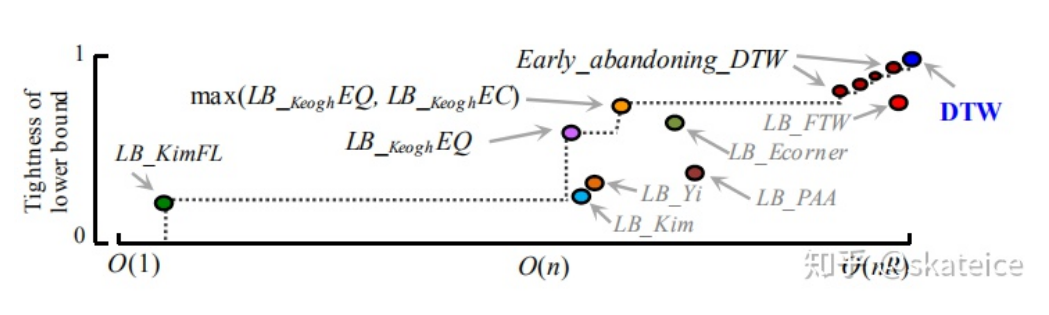 1
Early_abandoning_DTW
max(LB_KeoghEQ, LB_KeoghEC)
DTW
LB_FTW
LB_KeoghEQ
Tightness of
lower bound
LB_KimFL
LB_Ecorner
LB_Yi
LB_PAA
LB_Kim
0
O(1)
O(n)
O(nR)
知乎 @skateice